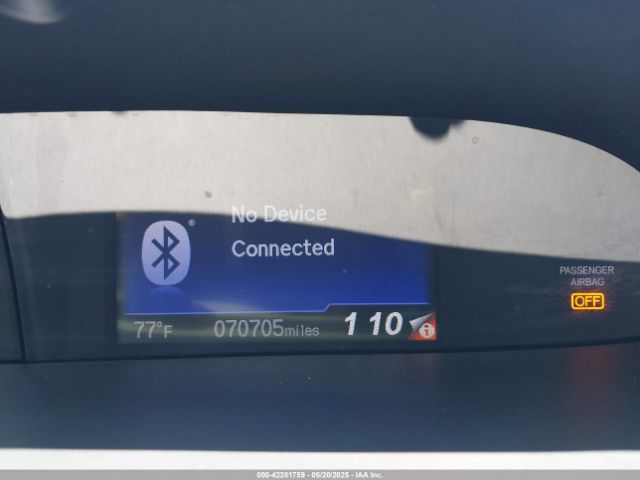 No Device
Connected
PASSENGER
AIRBAG
OFF
77°F 070705miles 1 10 i
000-42281759 - 05/20/2025 - IAA Inc.